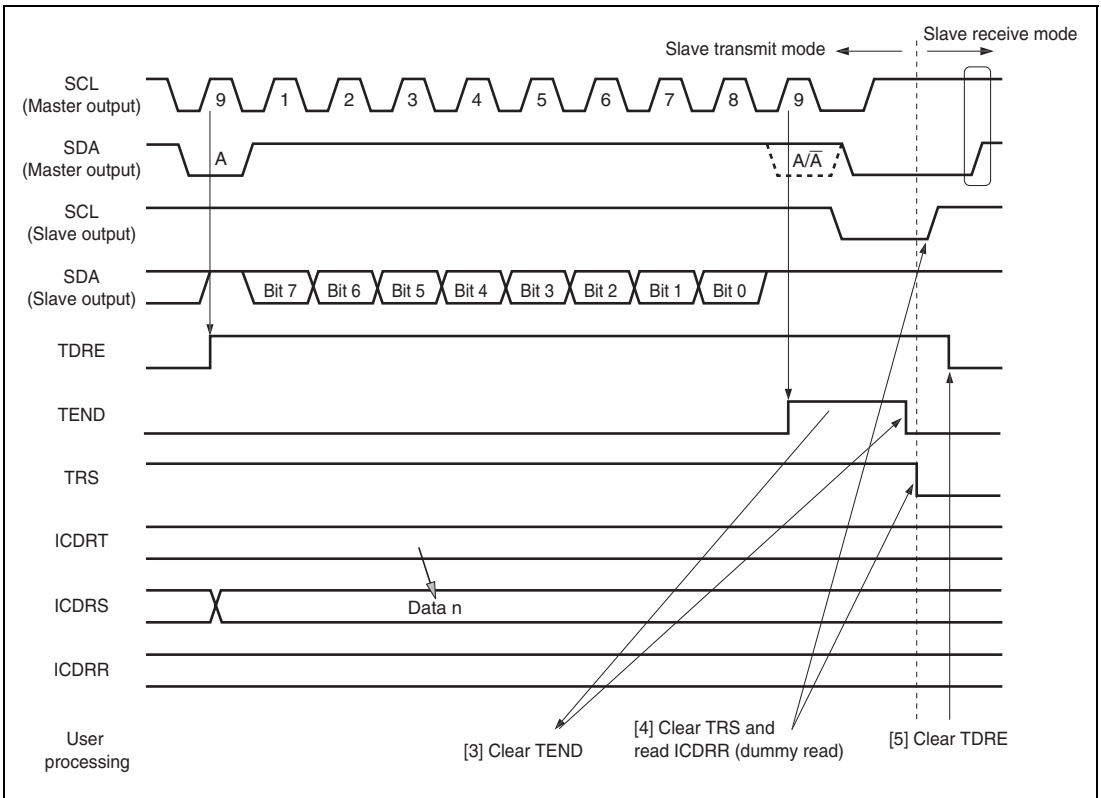 Slave receive mode
Slave transmit mode
SCL
(Master output)
9 1 2 3 4 5 6 7 8 9
SDA
(Master output)
A
A/A̅
SCL
(Slave output)
SDA
(Slave output)
Bit 7 Bit 6 Bit 5 Bit 4 Bit 3 Bit 2 Bit 1 Bit 0
TDRE
TEND
TRS
ICDRT
ICDRS
Data n
ICDRR
User
processing
[3] Clear TEND
[4] Clear TRS and
read ICDRR (dummy read)
[5] Clear TDRE